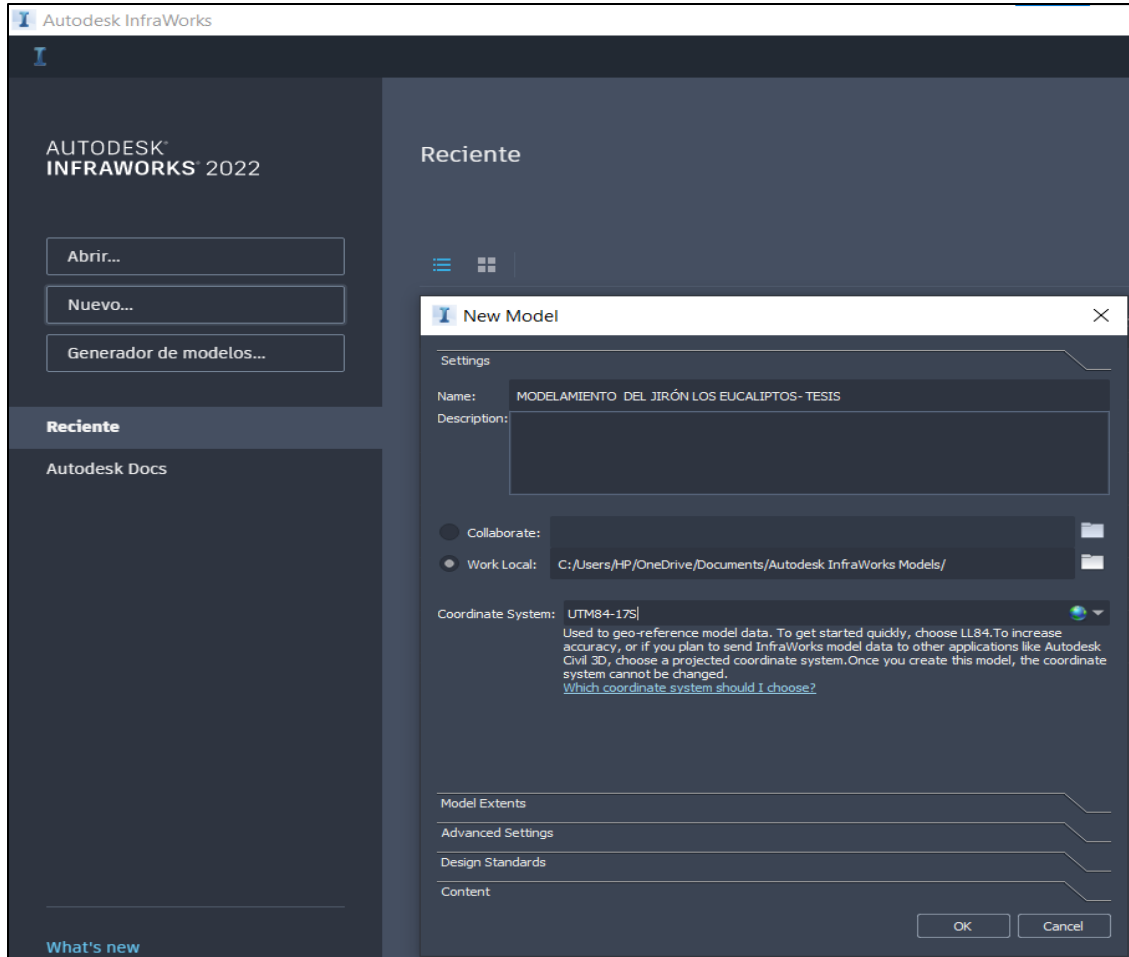 Autodesk InfraWorks
AUTODESK®
INFRAWORKS® 2022
Abrir...
Nuevo...
Generador de modelos...
Reciente
Autodesk Docs
What's new
Reciente
New Model
Settings
Name: MODELAMIENTO DEL JIRÓN LOS EUCALIPTOS- TESIS
Description:
Collaborate:
Work Local: C:/Users/HP/OneDrive/Documents/Autodesk InfraWorks Models/
Coordinate System: UTM84-17S
Used to geo-reference model data. To get started quickly, choose LL84.To increase
accuracy, or if you plan to send InfraWorks model data to other applications like Autodesk
Civil 3D, choose a projected coordinate system.Once you create this model, the coordinate
system cannot be changed.
Which coordinate system should I choose?
Model Extents
Advanced Settings
Design Standards
Content
OK Cancel